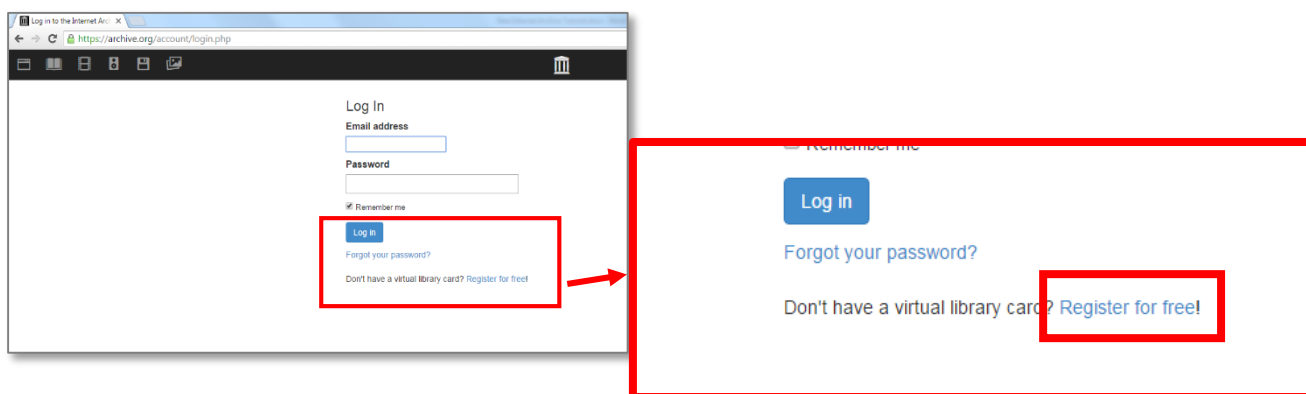 Log in to the Internet Arc
https://archive.org/account/login.php
Log In
Email address
Password
Remember me
Log in
Forgot your password?
Don't have a virtual library card? Register for free!
Remember me
Log in
Forgot your password?
Don't have a virtual library card? Register for free!